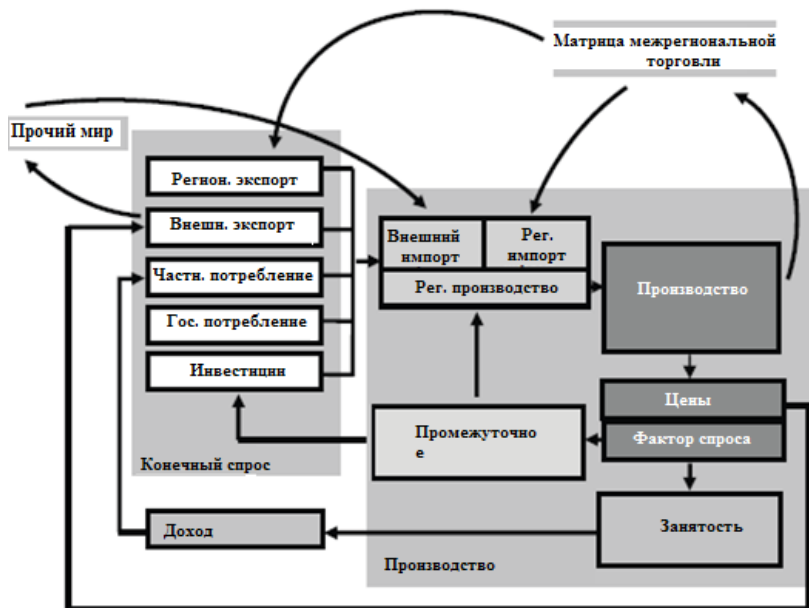 Матрица межрегиональной
торговли
Прочий мир
Регион. экспорт
Внешн. экспорт
Частн. потребление
Гос. потребление
Инвестиции
Конечный спрос
Внешний
импорт
Рег.
импорт
Рег. производство
Производство
Цены
Фактор спроса
Промежуточно
е
Занятость
Доход
Производство